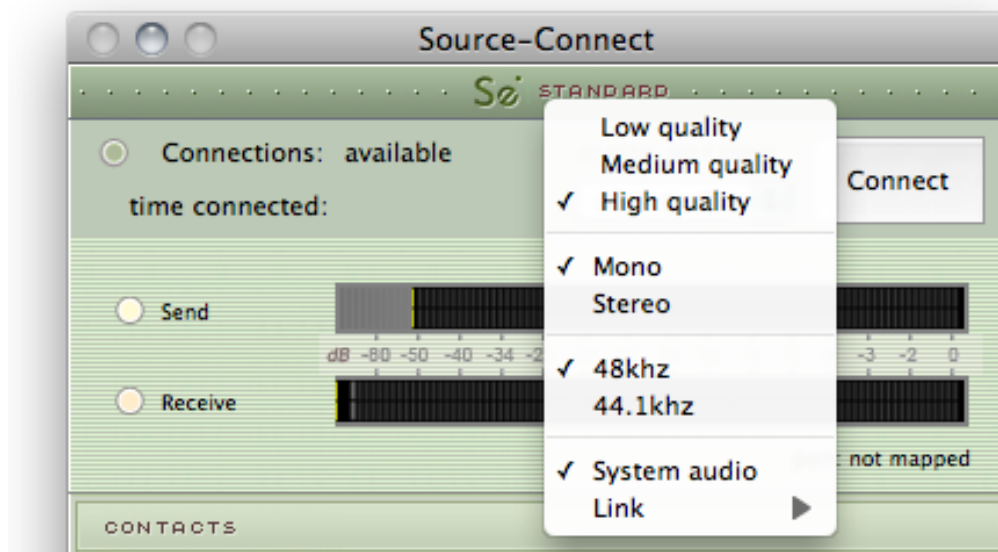 Source-Connect
Se STANDARD
Connections: available
time connected:
Connect
Low quality
Medium quality
✓ High quality
✓ Mono
Stereo
✓ 48khz
44.1khz
✓ System audio
Link
Send
dB -80 -50 -40 -34 -3 -2 0
Receive
not mapped
CONTACTS